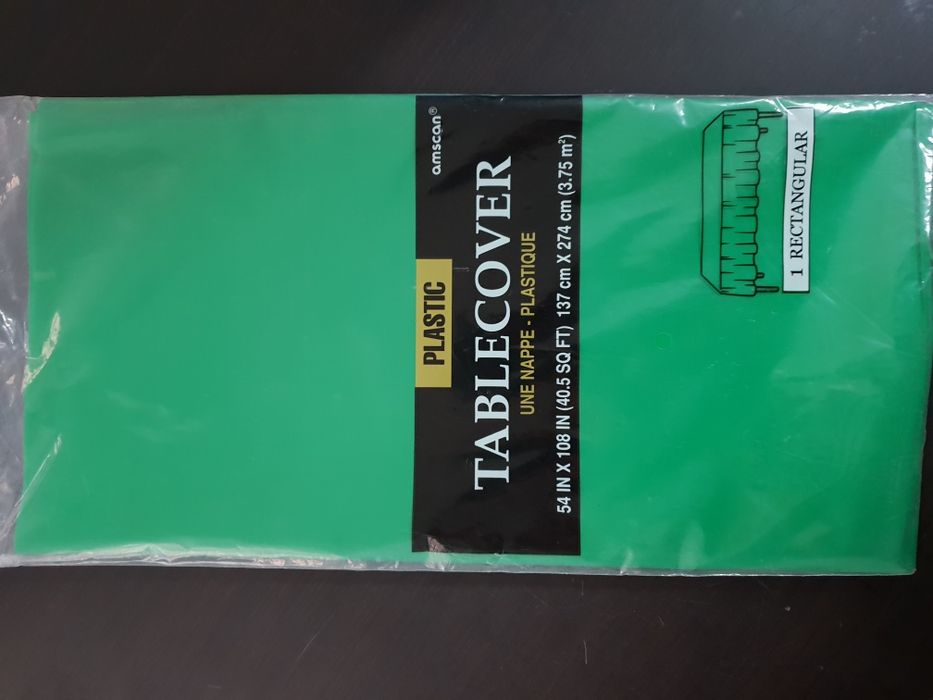 amscan®
PLASTIC
TABLECOVER
UNE NAPPE - PLASTIQUE
54 IN X 108 IN (40.5 SQ FT) 137 cm X 274 cm (3.75 m²)
1 RECTANGULAR